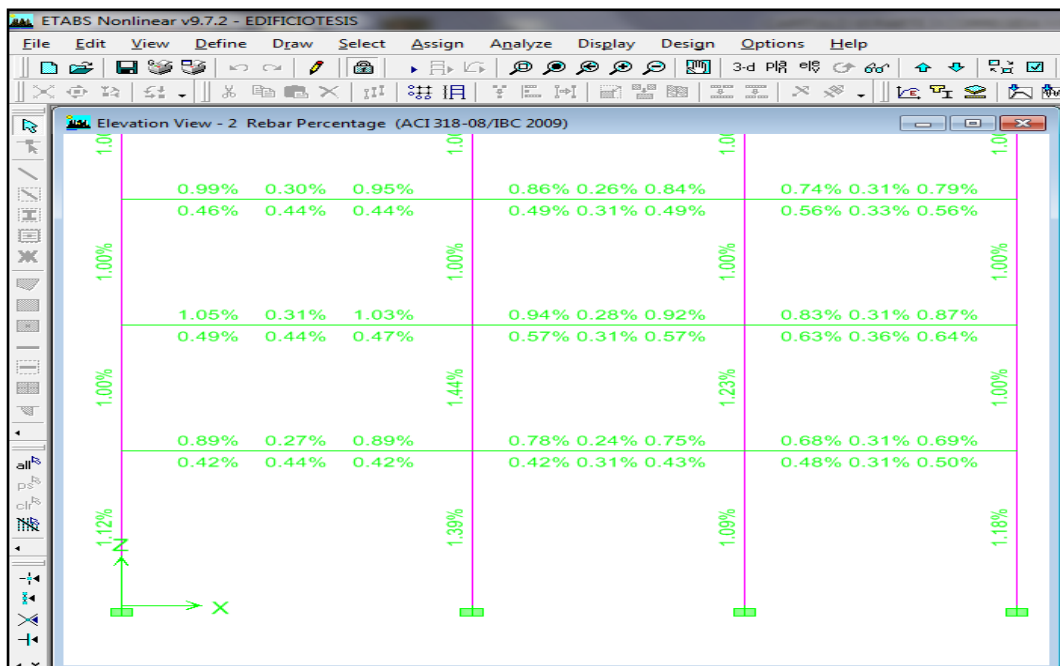 ETABS Nonlinear v9.7.2 - EDIFICIOTESIS
File Edit View Define Draw Select Assign Analyze Display Design Options Help
3-d
Elevation View - 2 Rebar Percentage (ACI 318-08/IBC 2009)
0.99% 0.30% 0.95% 0.86% 0.26% 0.84% 0.74% 0.31% 0.79%
0.46% 0.44% 0.44% 0.49% 0.31% 0.49% 0.56% 0.33% 0.56%
1.00% 1.00% 1.00% 1.00%
1.05% 0.31% 1.03% 0.94% 0.28% 0.92% 0.83% 0.31% 0.87%
0.49% 0.44% 0.47% 0.57% 0.31% 0.57% 0.63% 0.36% 0.64%
1.00% 1.44% 1.23% 1.00%
0.89% 0.27% 0.89% 0.78% 0.24% 0.75% 0.68% 0.31% 0.69%
0.42% 0.44% 0.42% 0.42% 0.31% 0.43% 0.48% 0.31% 0.50%
1.12% 1.39% 1.09% 1.18%
Z
X
all
ps
clr